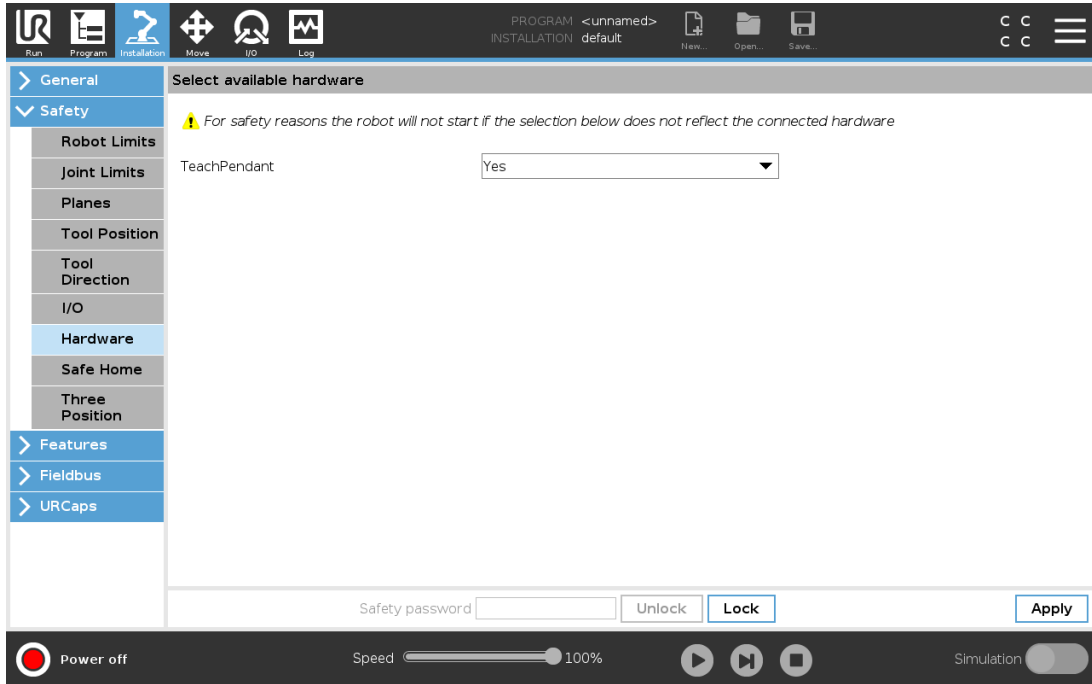 PROGRAM <unnamed>
INSTALLATION default
Run
Program
Installation
Move
I/O
Log
New...
Open...
Save...
C C
C C
General
Select available hardware
Safety
For safety reasons the robot will not start if the selection below does not reflect the connected hardware
Robot Limits
TeachPendant
Yes
Joint Limits
Planes
Tool Position
Tool
Direction
I/O
Hardware
Safe Home
Three
Position
Features
Fieldbus
URCaps
Safety password
Unlock
Lock
Apply
Power off
Speed
100%
Simulation